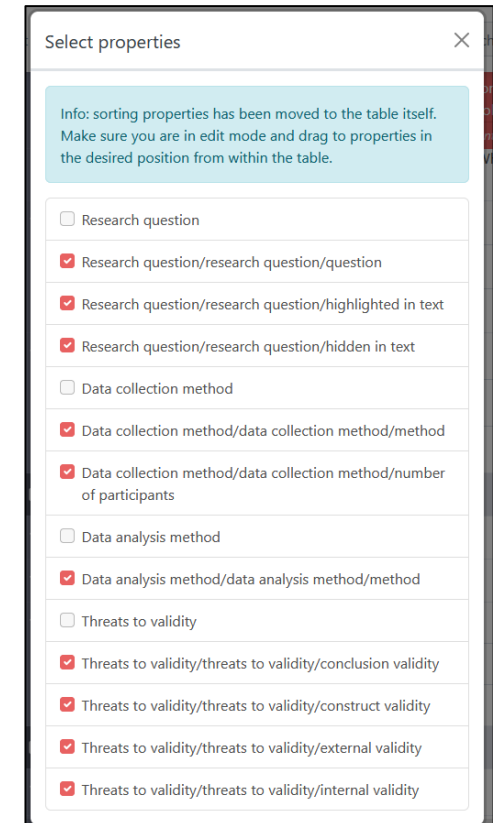 Select properties
Info: sorting properties has been moved to the table itself.
Make sure you are in edit mode and drag to properties in
the desired position from within the table.
Research question
Research question/research question/question
Research question/research question/highlighted in text
Research question/research question/hidden in text
Data collection method
Data collection method/data collection method/method
Data collection method/data collection method/number
of participants
Data analysis method
Data analysis method/data analysis method/method
Threats to validity
Threats to validity/threats to validity/conclusion validity
Threats to validity/threats to validity/construct validity
Threats to validity/threats to validity/external validity
Threats to validity/threats to validity/internal validity